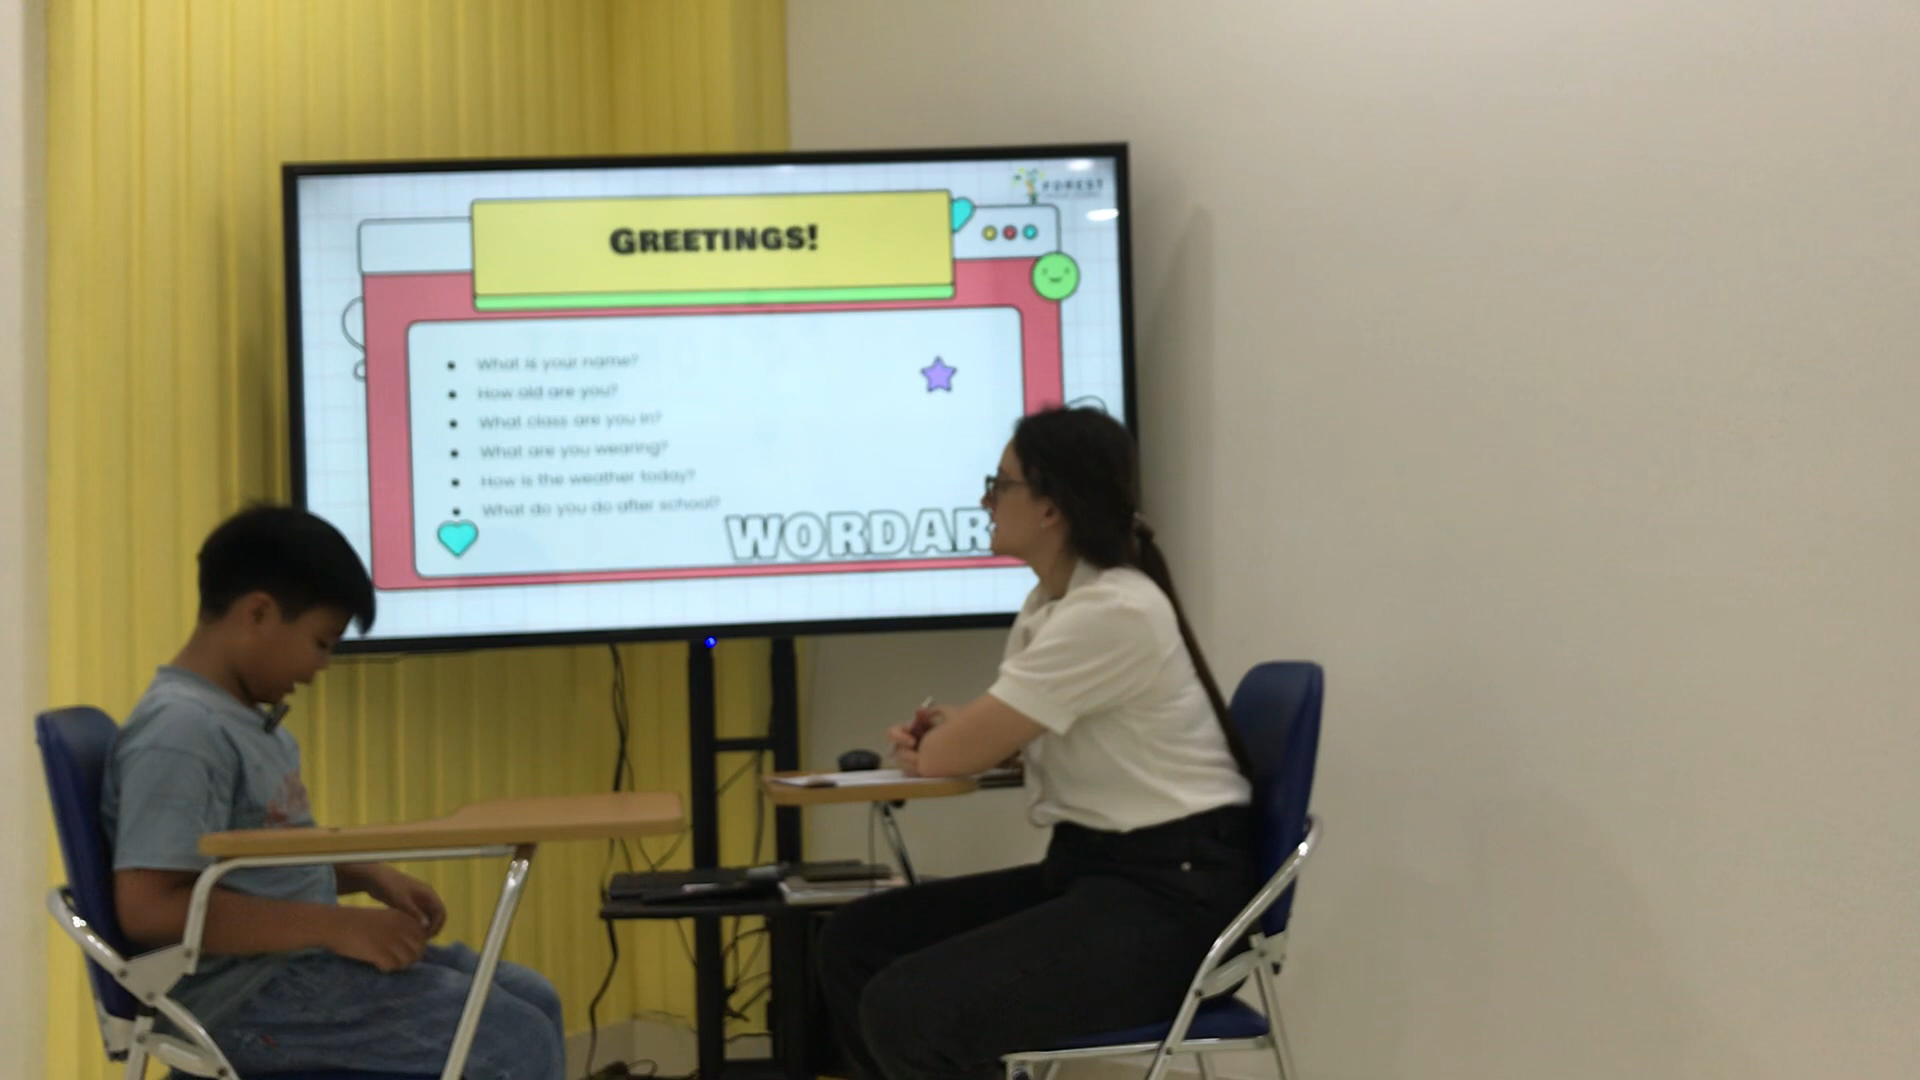 FOREST
GREETINGS!
• What is your name?
• How old are you?
• What class are you in?
• What are you wearing?
• How is the weather today?
• What do you do after school?
WORDAR